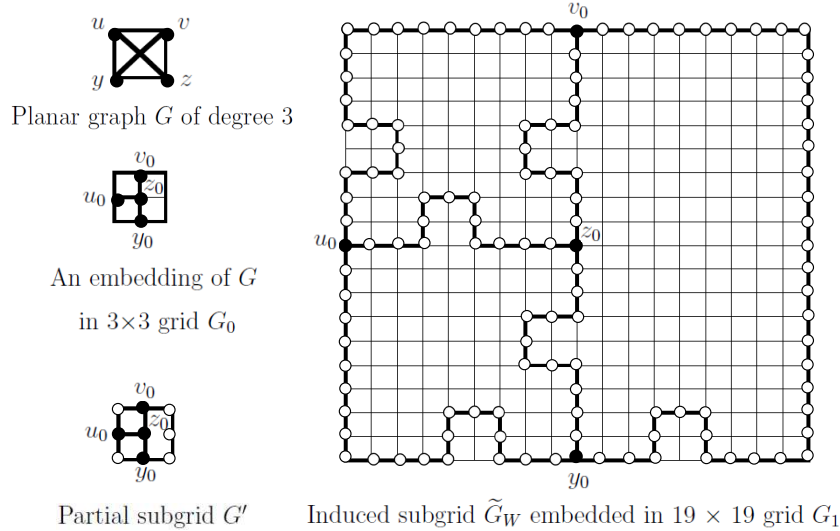 u v
y z
Planar graph G of degree 3
v₀
u₀ z₀
y₀
An embedding of G
in 3×3 grid G₀
v₀
u₀ z₀
y₀
Partial subgrid G′
v₀
u₀ z₀
y₀
Induced subgrid G̃_W embedded in 19 × 19 grid G₁